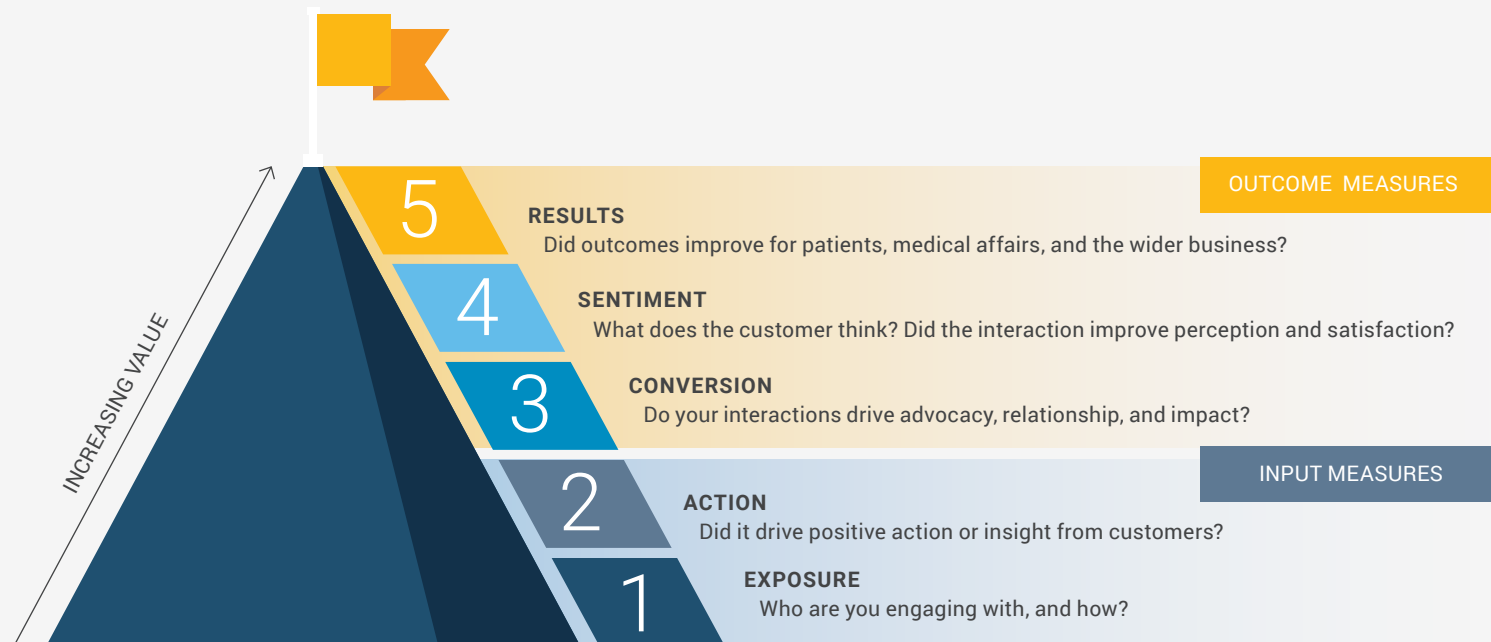 OUTCOME MEASURES
5
RESULTS
Did outcomes improve for patients, medical affairs, and the wider business?
4
SENTIMENT
What does the customer think? Did the interaction improve perception and satisfaction?
3
CONVERSION
Do your interactions drive advocacy, relationship, and impact?
INCREASING VALUE
INPUT MEASURES
2
ACTION
Did it drive positive action or insight from customers?
1
EXPOSURE
Who are you engaging with, and how?